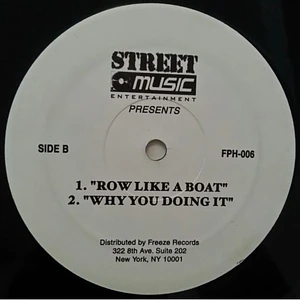 STREET
MUSIC
ENTERTAINMENT
PRESENTS
SIDE B
FPH-006
1. "ROW LIKE A BOAT"
2. "WHY YOU DOING IT"
Distributed by Freeze Records
322 8th Ave. Suite 202
New York, NY 10001